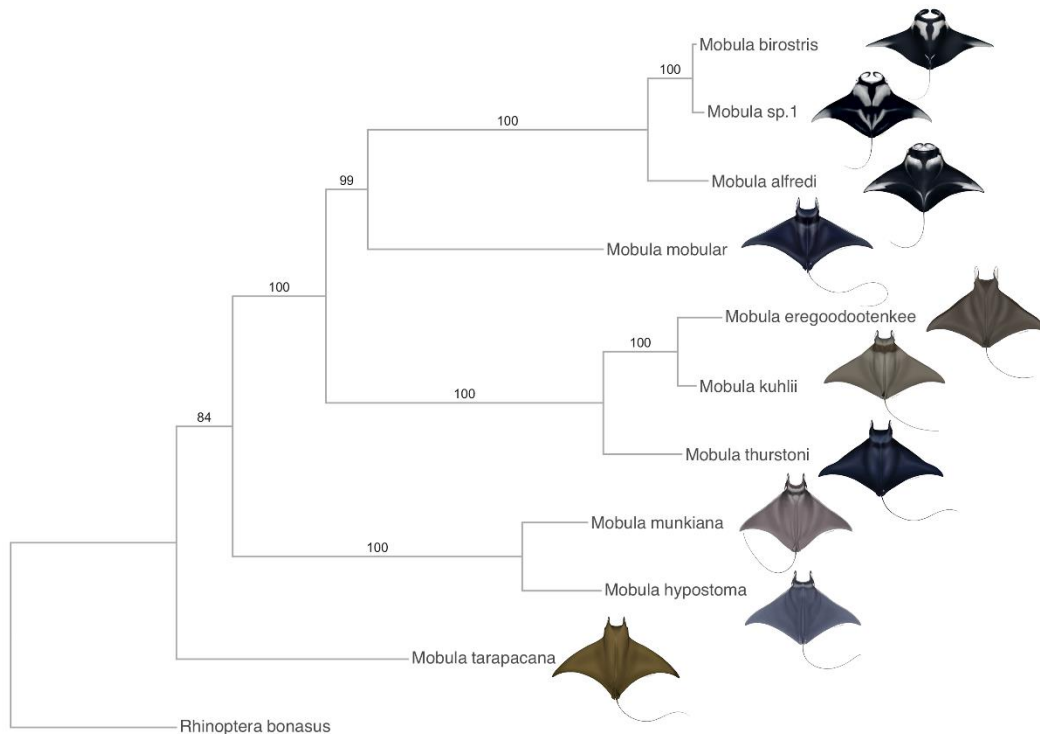 Mobula birostris
100
Mobula sp.1
100
Mobula alfredi
99
Mobula mobular
100
Mobula eregoodootenkee
100
Mobula kuhlii
100
84
Mobula thurstoni
Mobula munkiana
100
Mobula hypostoma
Mobula tarapacana
Rhinoptera bonasus